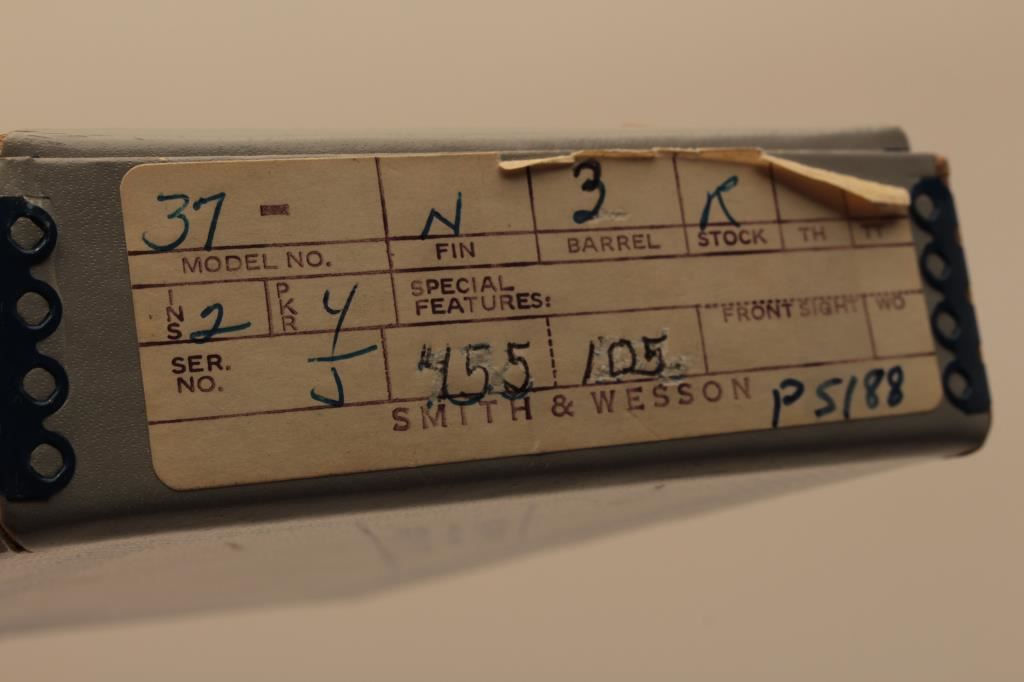 37 - N 3 R
MODEL NO. FIN BARREL STOCK TH TT
INS 2 PKR 4 SPECIAL FEATURES: FRONT SIGHT WO
SER. NO. J 455 105
SMITH & WESSON P5188